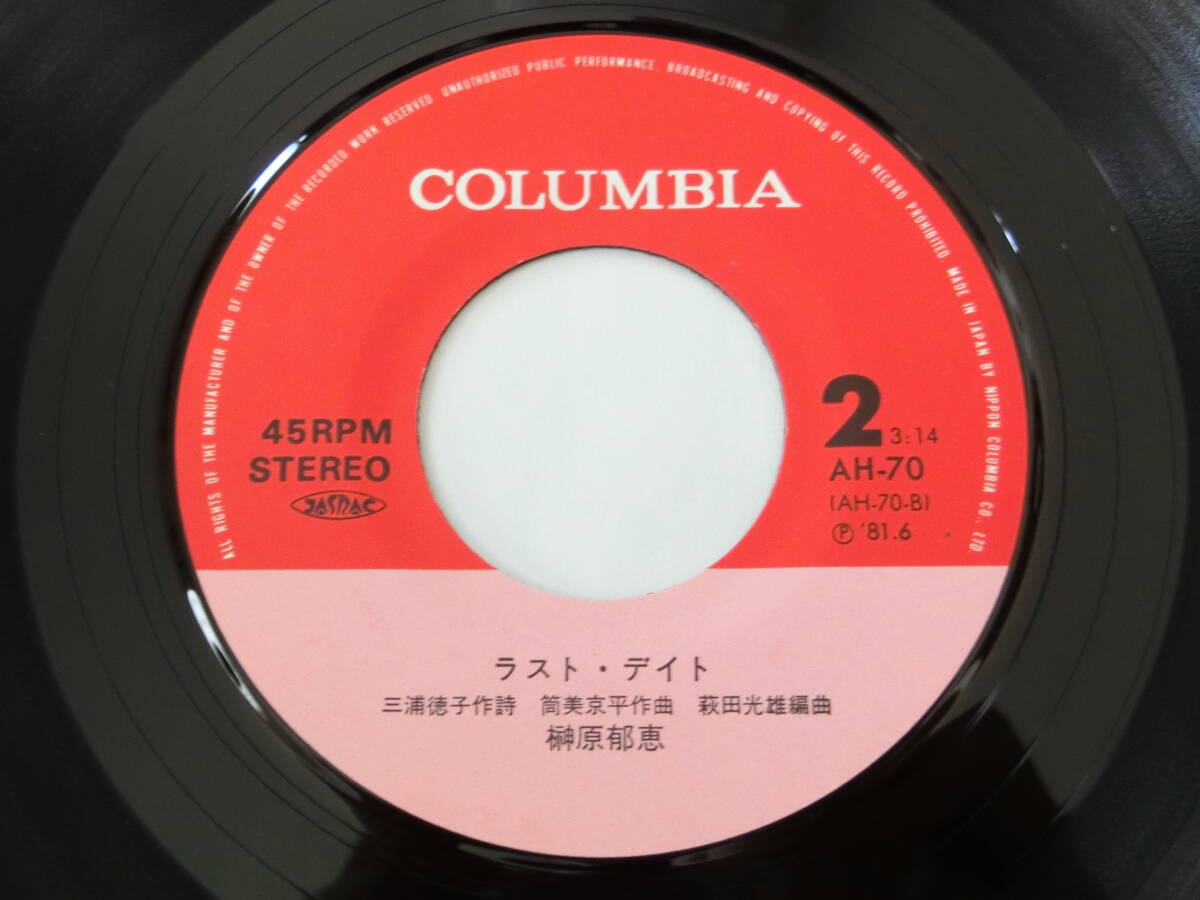 ALL RIGHTS OF THE MANUFACTURER AND OF THE OWNER OF THE RECORDED WORK RESERVED. UNAUTHORIZED PUBLIC PERFORMANCE, BROADCASTING AND COPYING OF THIS RECORD PROHIBITED. MADE IN JAPAN BY NIPPON COLUMBIA CO., LTD.
COLUMBIA
45RPM
STEREO
JASRAC
2 3:14
AH-70
(AH-70-B)
Ⓟ '81.6
ラスト・デイト
三浦徳子作詩 筒美京平作曲 萩田光雄編曲
榊原郁恵